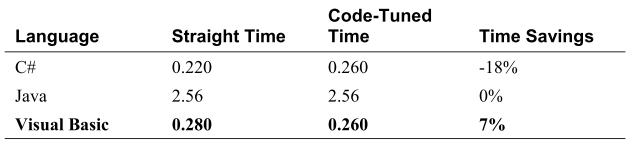 Language Straight Time Code-Tuned Time Time Savings
C# 0.220 0.260 -18%
Java 2.56 2.56 0%
Visual Basic 0.280 0.260 7%